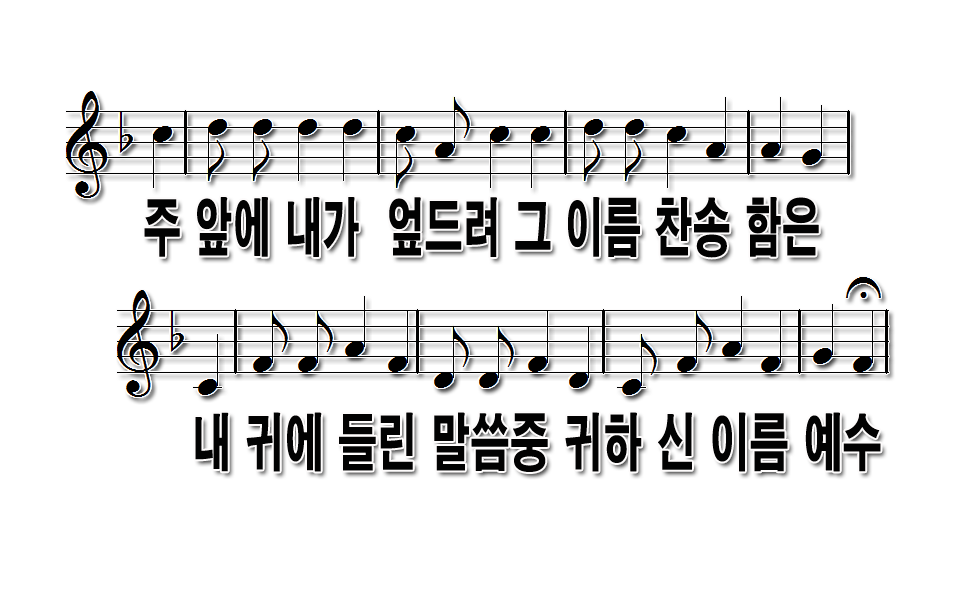 주 앞에 내가 엎드려 그 이름 찬송 함은
내 귀에 들린 말씀중 귀하 신 이름 예수